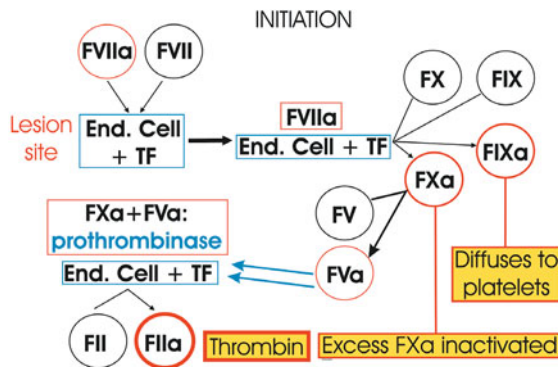 INITIATION
FVIIa
FVII
FX
FIX
Lesion
site
End. Cell
+ TF
FVIIa
End. Cell + TF
FXa
FIXa
FXa+FVa:
prothrombinase
End. Cell + TF
FV
FVa
Diffuses to
platelets
FII
FIIa
Thrombin
Excess FXa inactivated